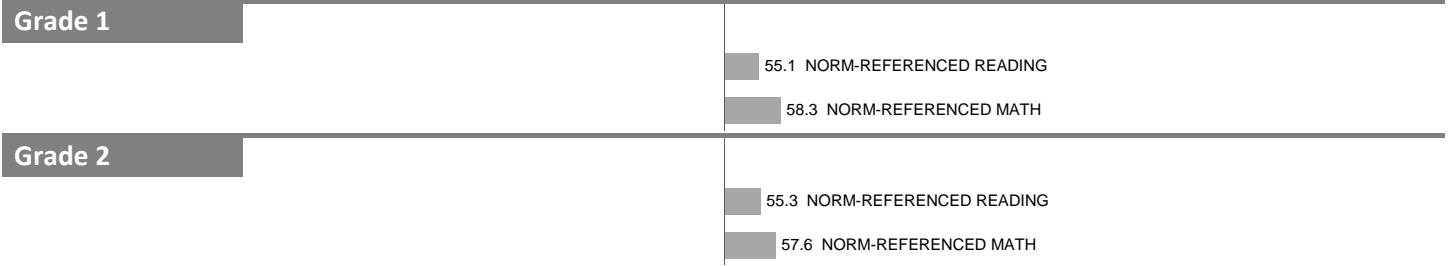 Grade 1
55.1 NORM-REFERENCED READING
58.3 NORM-REFERENCED MATH
Grade 2
55.3 NORM-REFERENCED READING
57.6 NORM-REFERENCED MATH